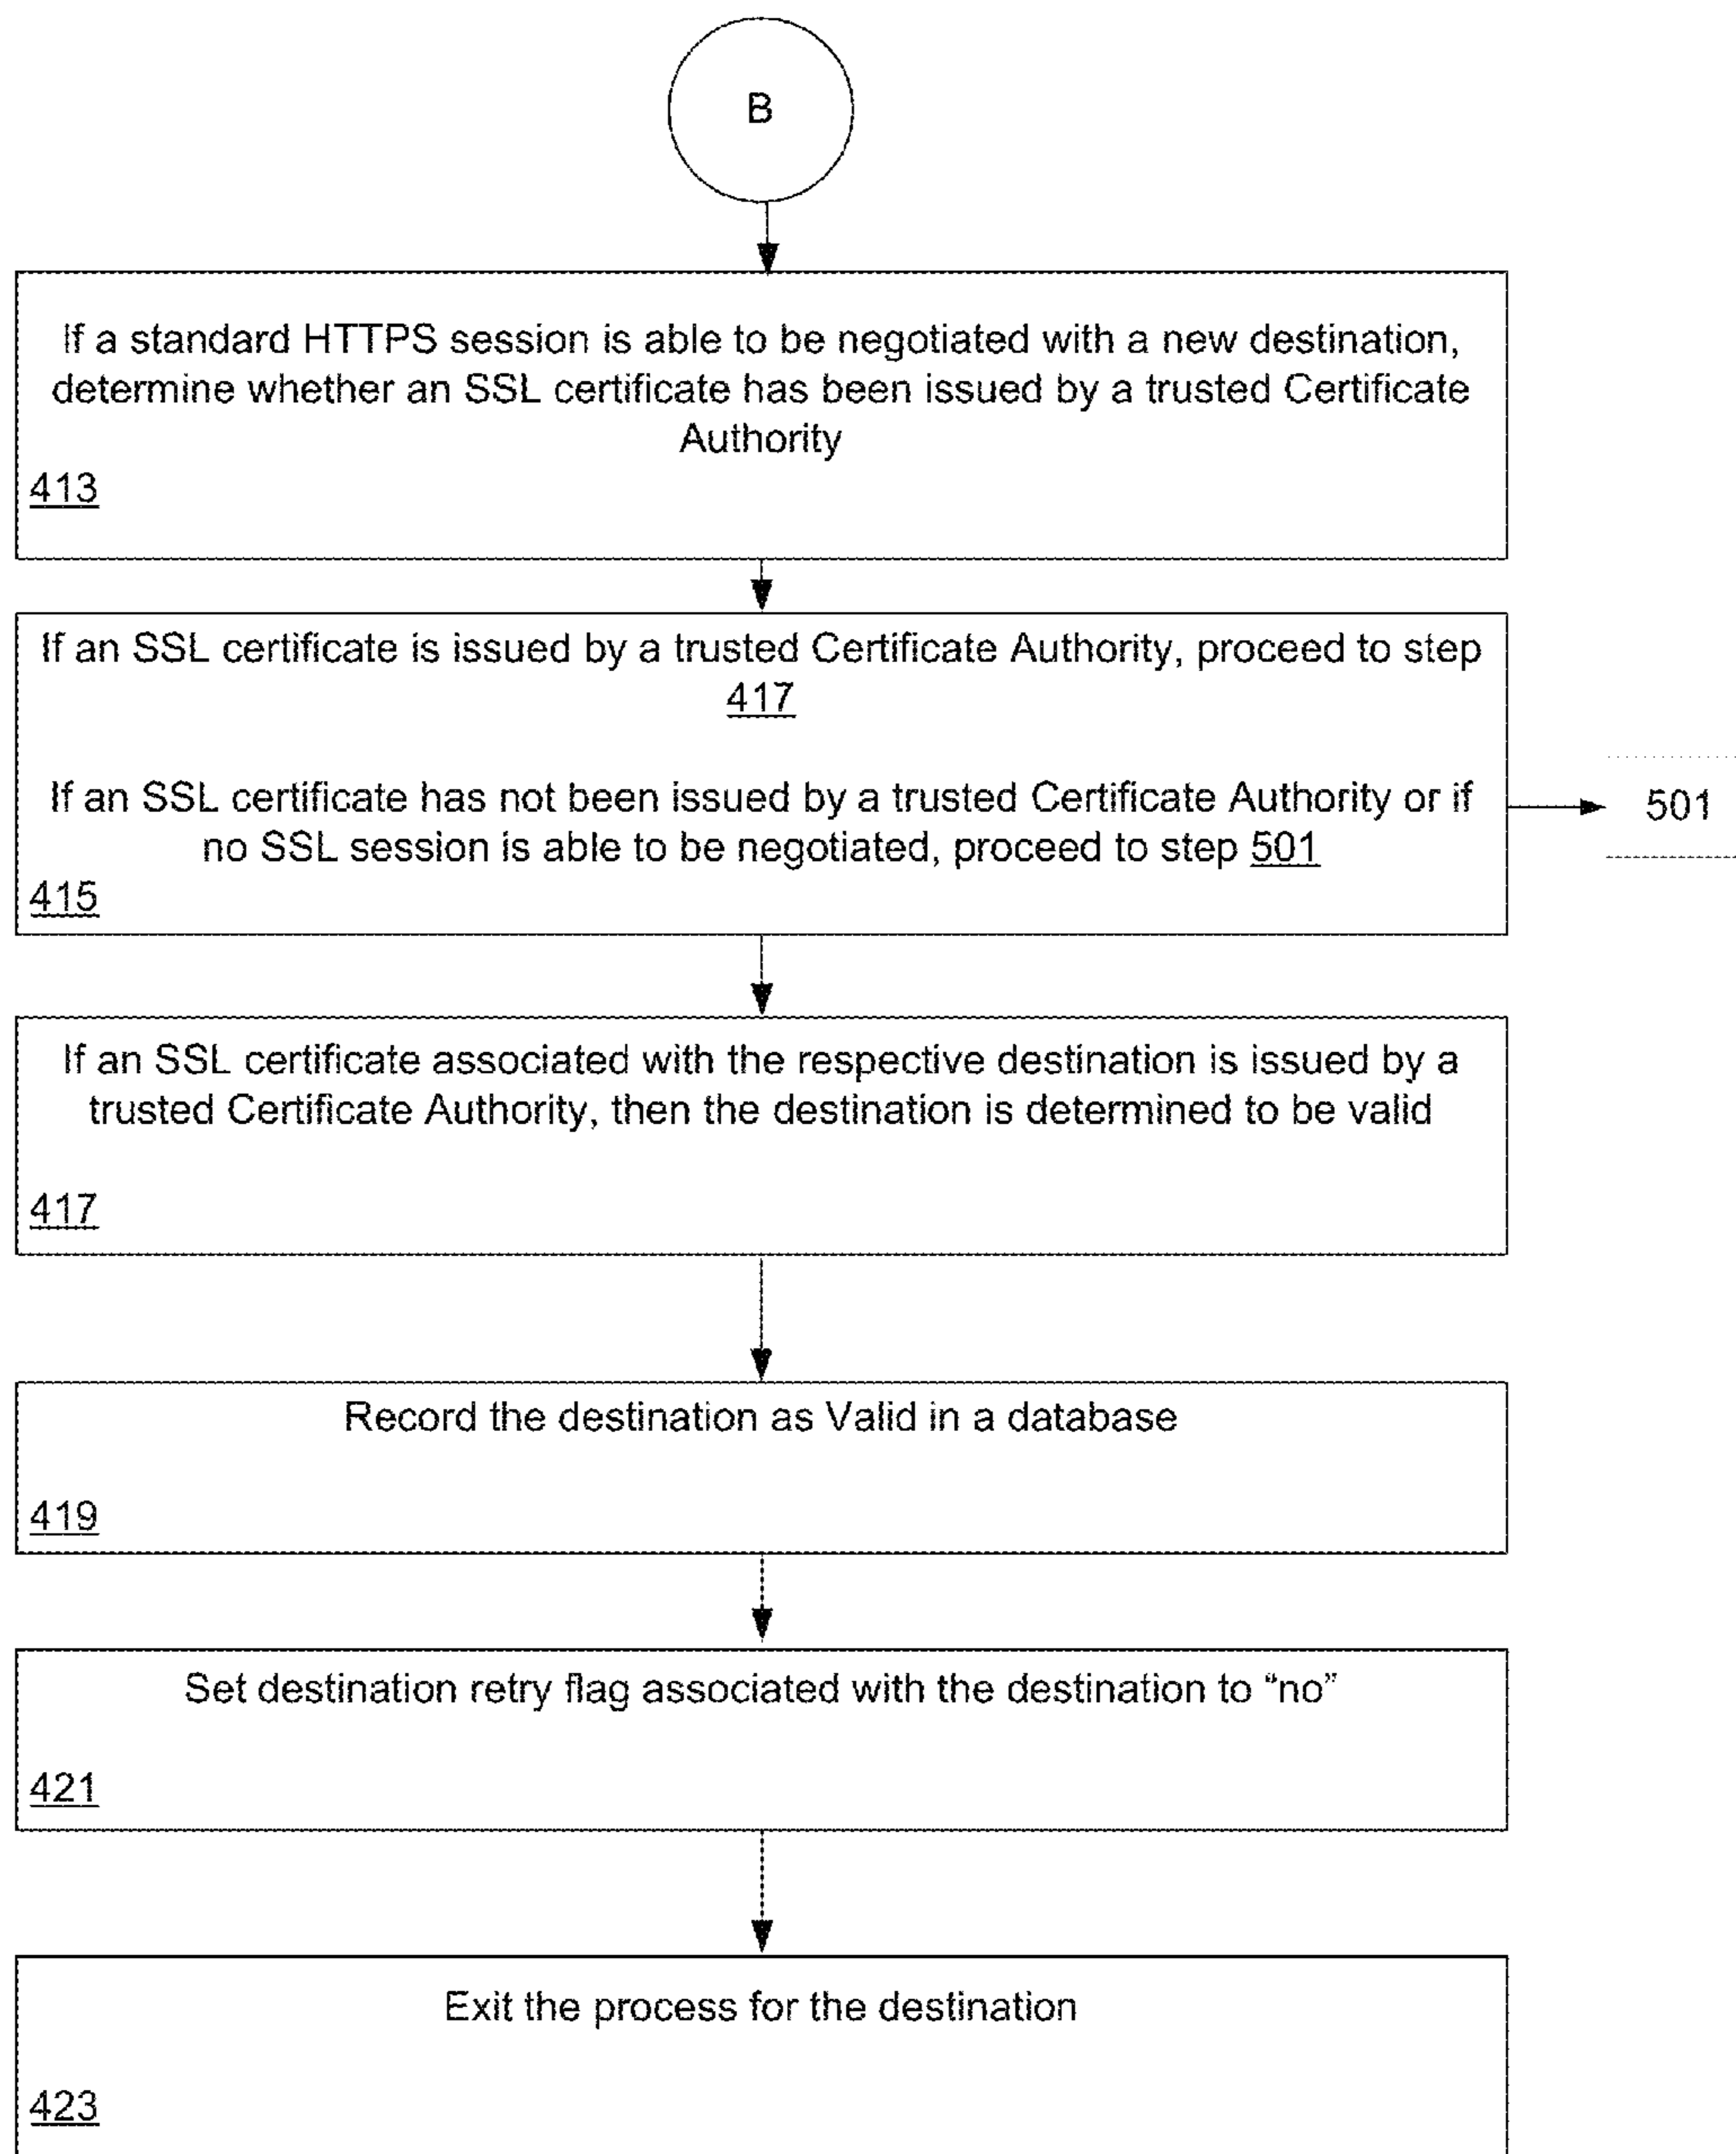 B
If a standard HTTPS session is able to be negotiated with a new destination,
determine whether an SSL certificate has been issued by a trusted Certificate
Authority
413
If an SSL certificate is issued by a trusted Certificate Authority, proceed to step
417
If an SSL certificate has not been issued by a trusted Certificate Authority or if
no SSL session is able to be negotiated, proceed to step 501
415
501
If an SSL certificate associated with the respective destination is issued by a
trusted Certificate Authority, then the destination is determined to be valid
417
Record the destination as Valid in a database
419
Set destination retry flag associated with the destination to “no”
421
Exit the process for the destination
423